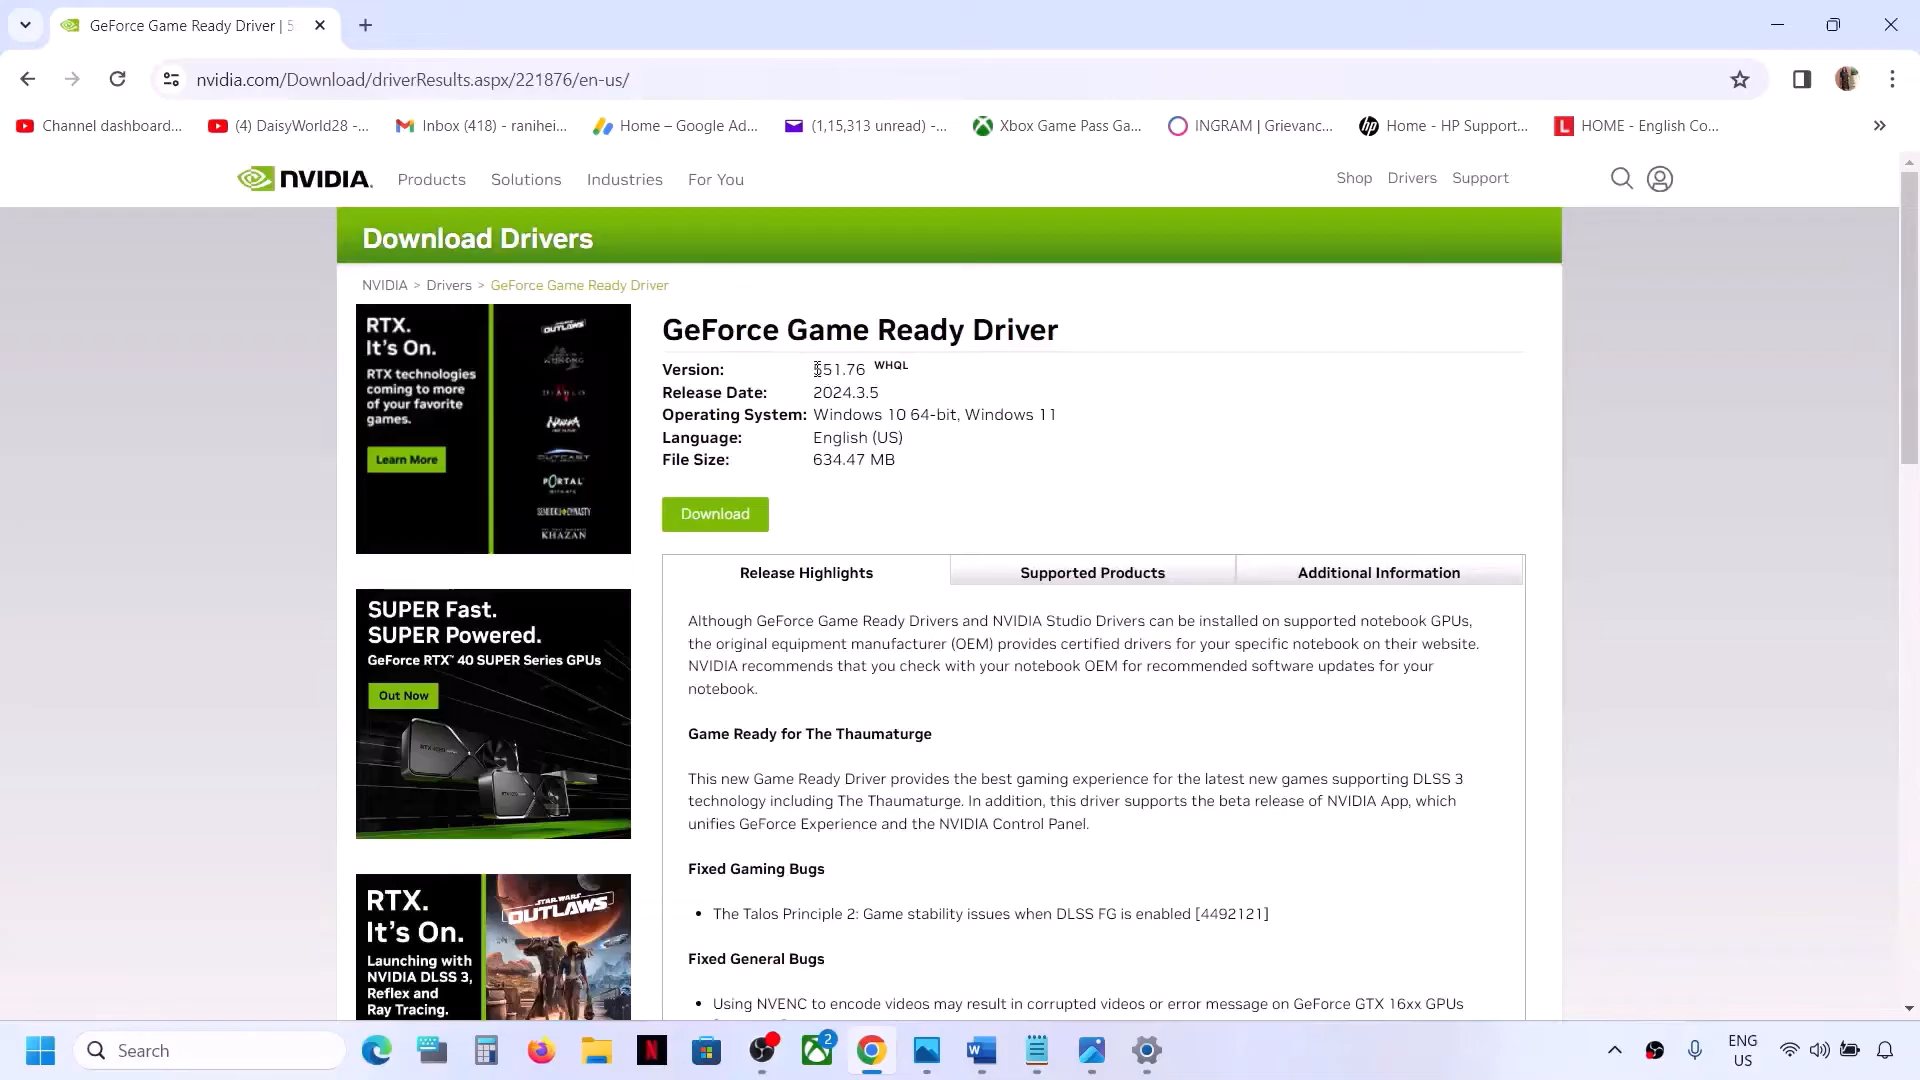 GeForce Game Ready Driver | 5
nvidia.com/Download/driverResults.aspx/221876/en-us/
Channel dashboard... (4) DaisyWorld28 -... Inbox (418) - ranihei... Home – Google Ad... (1,15,313 unread) -... Xbox Game Pass Ga... INGRAM | Grievanc... Home - HP Support... HOME - English Co...
NVIDIA. Products Solutions Industries For You Shop Drivers Support
Download Drivers
NVIDIA > Drivers > GeForce Game Ready Driver
RTX.
It's On.
RTX technologies
coming to more
of your favorite
games.
Learn More
OUTLAWS
DIABLO
NARAKA
OUTCAST
PORTAL
KHAZAN
GeForce Game Ready Driver
Version: 551.76 WHQL
Release Date: 2024.3.5
Operating System: Windows 10 64-bit, Windows 11
Language: English (US)
File Size: 634.47 MB
Download
Release Highlights Supported Products Additional Information
Although GeForce Game Ready Drivers and NVIDIA Studio Drivers can be installed on supported notebook GPUs,
the original equipment manufacturer (OEM) provides certified drivers for your specific notebook on their website.
NVIDIA recommends that you check with your notebook OEM for recommended software updates for your
notebook.
Game Ready for The Thaumaturge
This new Game Ready Driver provides the best gaming experience for the latest new games supporting DLSS 3
technology including The Thaumaturge. In addition, this driver supports the beta release of NVIDIA App, which
unifies GeForce Experience and the NVIDIA Control Panel.
Fixed Gaming Bugs
• The Talos Principle 2: Game stability issues when DLSS FG is enabled [4492121]
Fixed General Bugs
• Using NVENC to encode videos may result in corrupted videos or error message on GeForce GTX 16xx GPUs
SUPER Fast.
SUPER Powered.
GeForce RTX™ 40 SUPER Series GPUs
Out Now
RTX.
It's On.
Launching with
NVIDIA DLSS 3,
Reflex and
Ray Tracing.
STAR WARS
OUTLAWS
Search
2
ENG
US